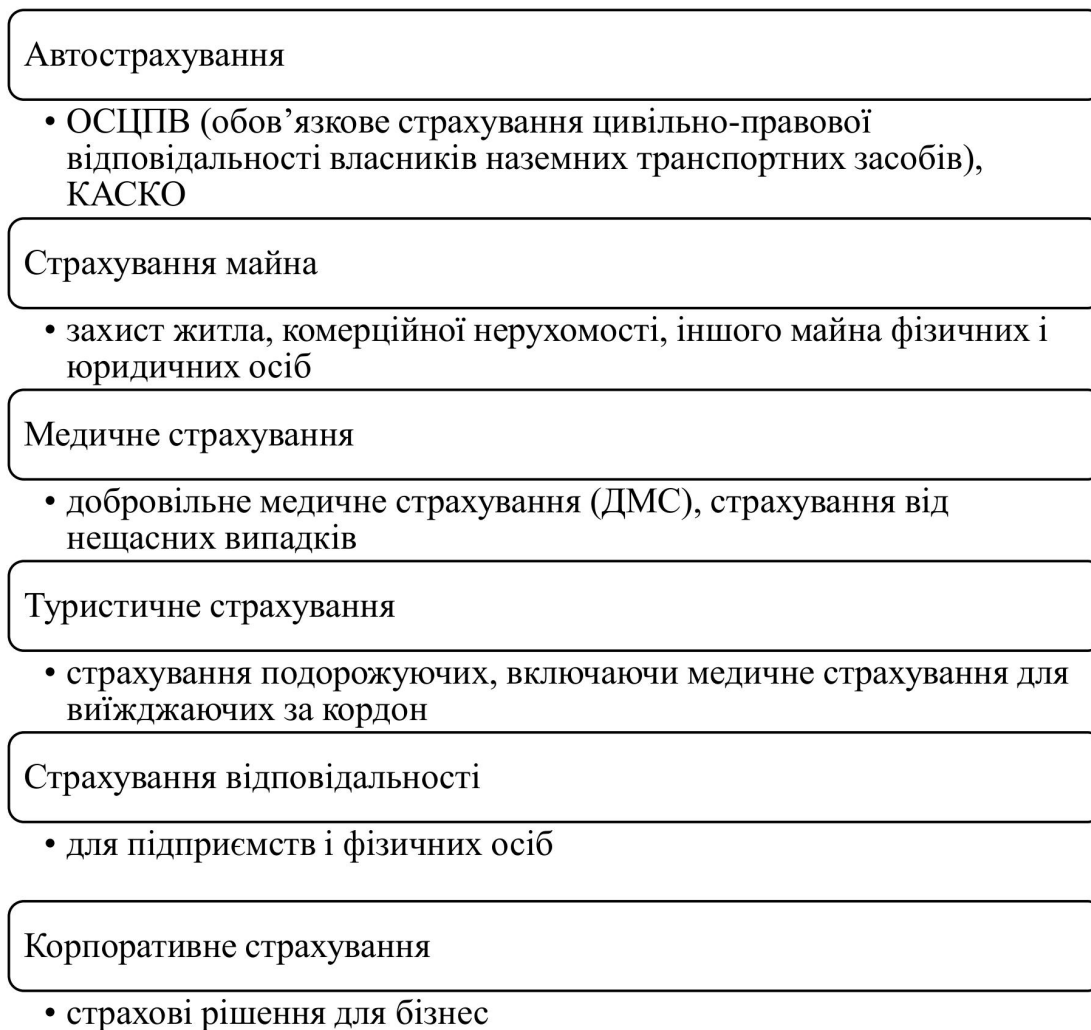 Автострахування
• ОСЦПВ (обов’язкове страхування цивільно-правової
відповідальності власників наземних транспортних засобів),
КАСКО
Страхування майна
• захист житла, комерційної нерухомості, іншого майна фізичних і
юридичних осіб
Медичне страхування
• добровільне медичне страхування (ДМС), страхування від
нещасних випадків
Туристичне страхування
• страхування подорожуючих, включаючи медичне страхування для
виїжджаючих за кордон
Страхування відповідальності
• для підприємств і фізичних осіб
Корпоративне страхування
• страхові рішення для бізнес